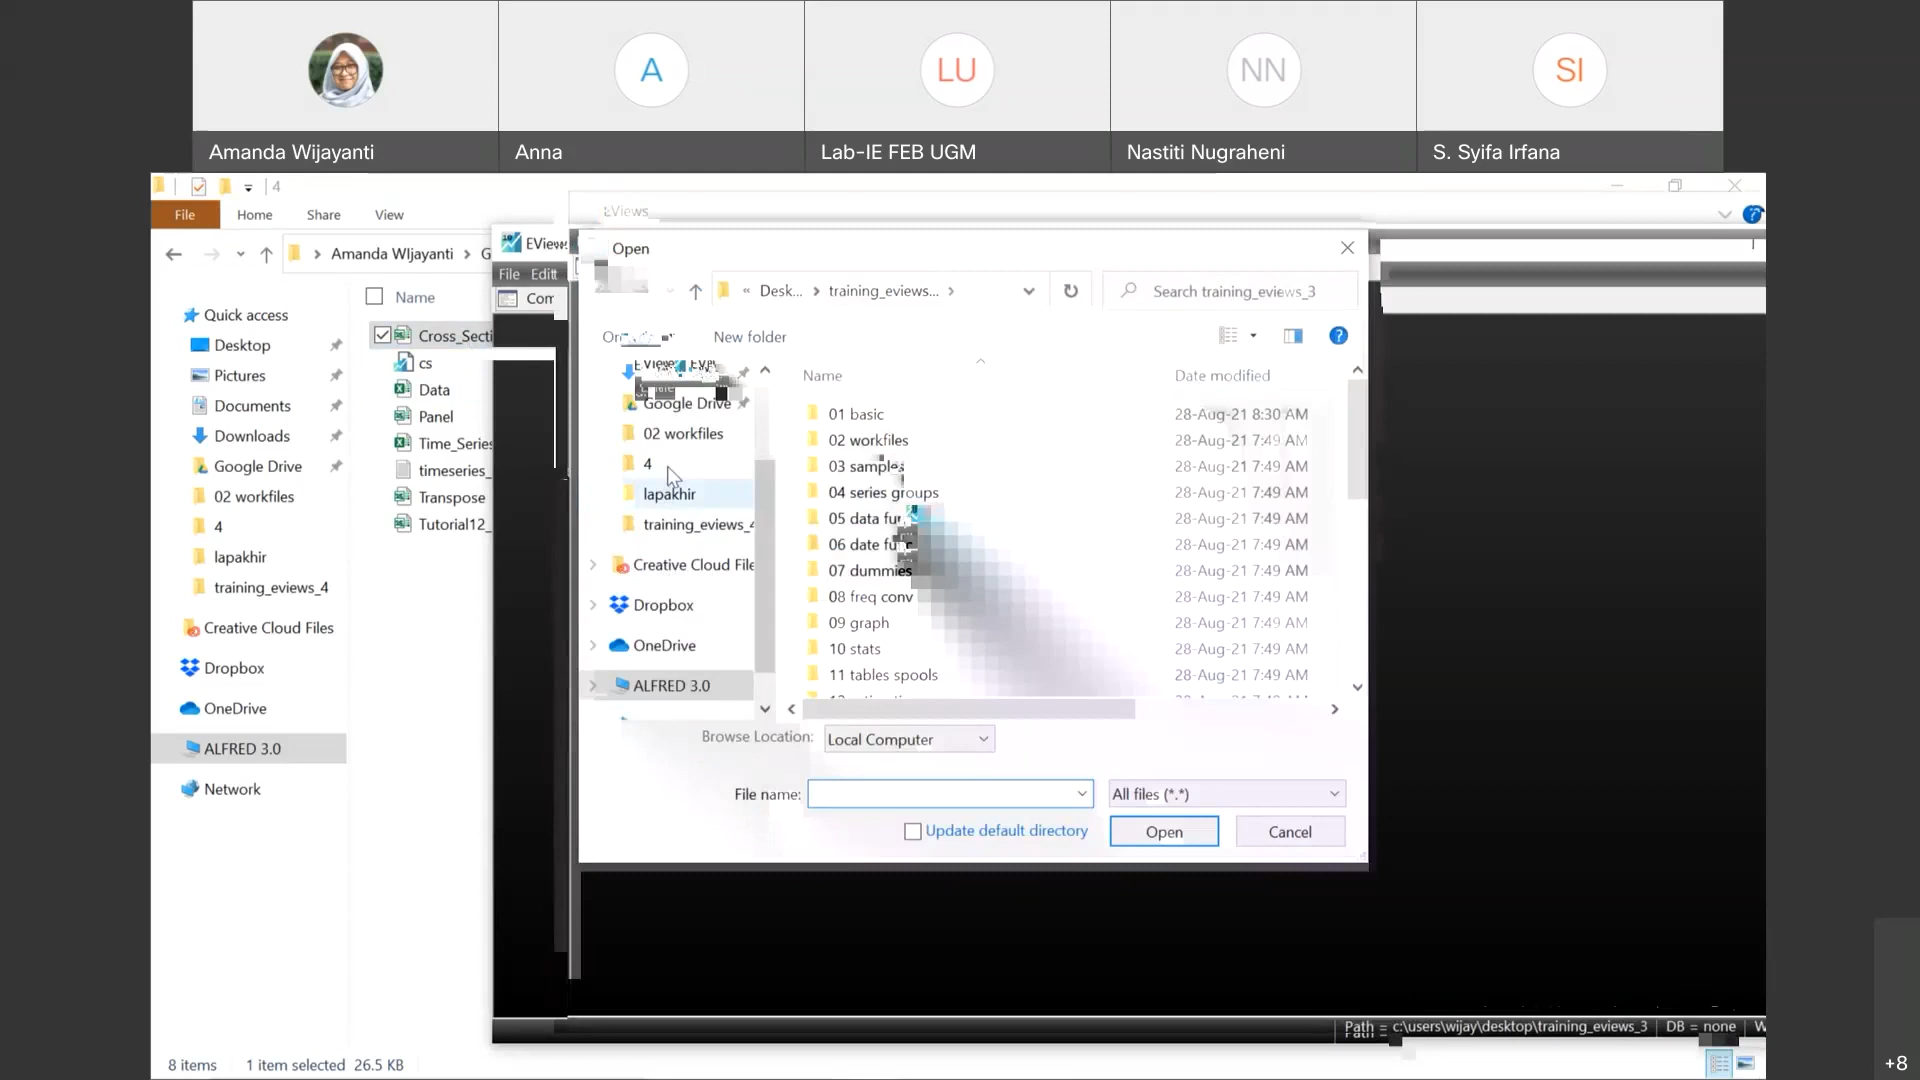 A
LU
NN
SI
Amanda Wijayanti
Anna
Lab-IE FEB UGM
Nastiti Nugraheni
S. Syifa Irfana
4
File
Home
Share
View
EViews
Amanda WIjayanti
G
EViews
File
Edit
Com
Open
Desk...
training_eviews...
Search training_eviews_3
New folder
Name
Cross_Secti
cs
Data
Panel
Time_Series
timeseries_
Transpose
Tutorial12_
Quick access
Desktop
Pictures
Documents
Downloads
Google Drive
02 workfiles
4
lapakhir
training_eviews_4
Creative Cloud Files
Dropbox
OneDrive
ALFRED 3.0
Network
Google Drive
02 workfiles
4
lapakhir
training_eviews_4
Creative Cloud File
Dropbox
OneDrive
ALFRED 3.0
Name
Date modified
01 basic
28-Aug-21 8:30 AM
02 workfiles
28-Aug-21 7:49 AM
03 samples
28-Aug-21 7:49 AM
04 series groups
28-Aug-21 7:49 AM
05 data fu
28-Aug-21 7:49 AM
06 date fu
28-Aug-21 7:49 AM
07 dummies
28-Aug-21 7:49 AM
08 freq conv
28-Aug-21 7:49 AM
09 graph
28-Aug-21 7:49 AM
10 stats
28-Aug-21 7:49 AM
11 tables spools
28-Aug-21 7:49 AM
Browse Location:
Local Computer
File name:
All files (*.*)
Update default directory
Open
Cancel
Path = c:\users\wijay\desktop\training_eviews_3
DB = none
W
8 items
1 item selected 26.5 KB
+8